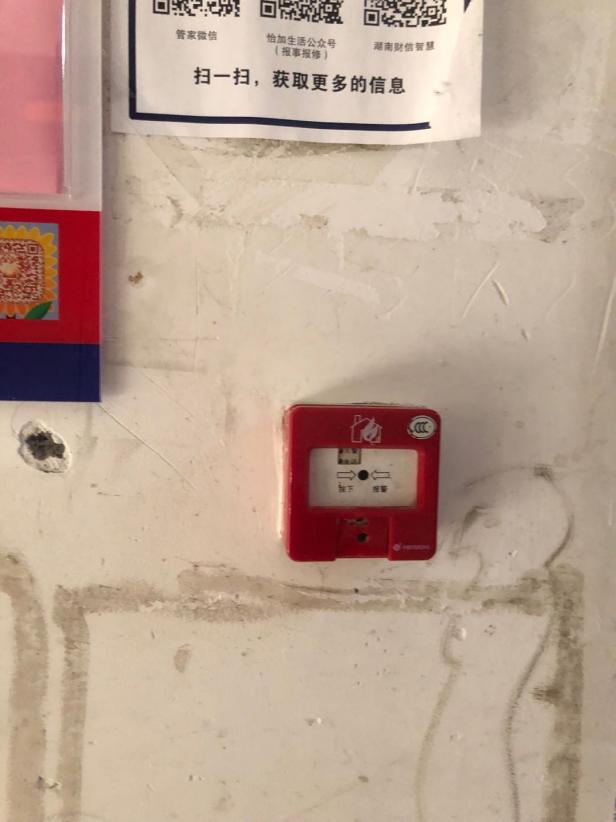 管家微信
怡加生活公众号
（报事报修）
湖南财信智慧
扫一扫，获取更多的信息
按下 报警